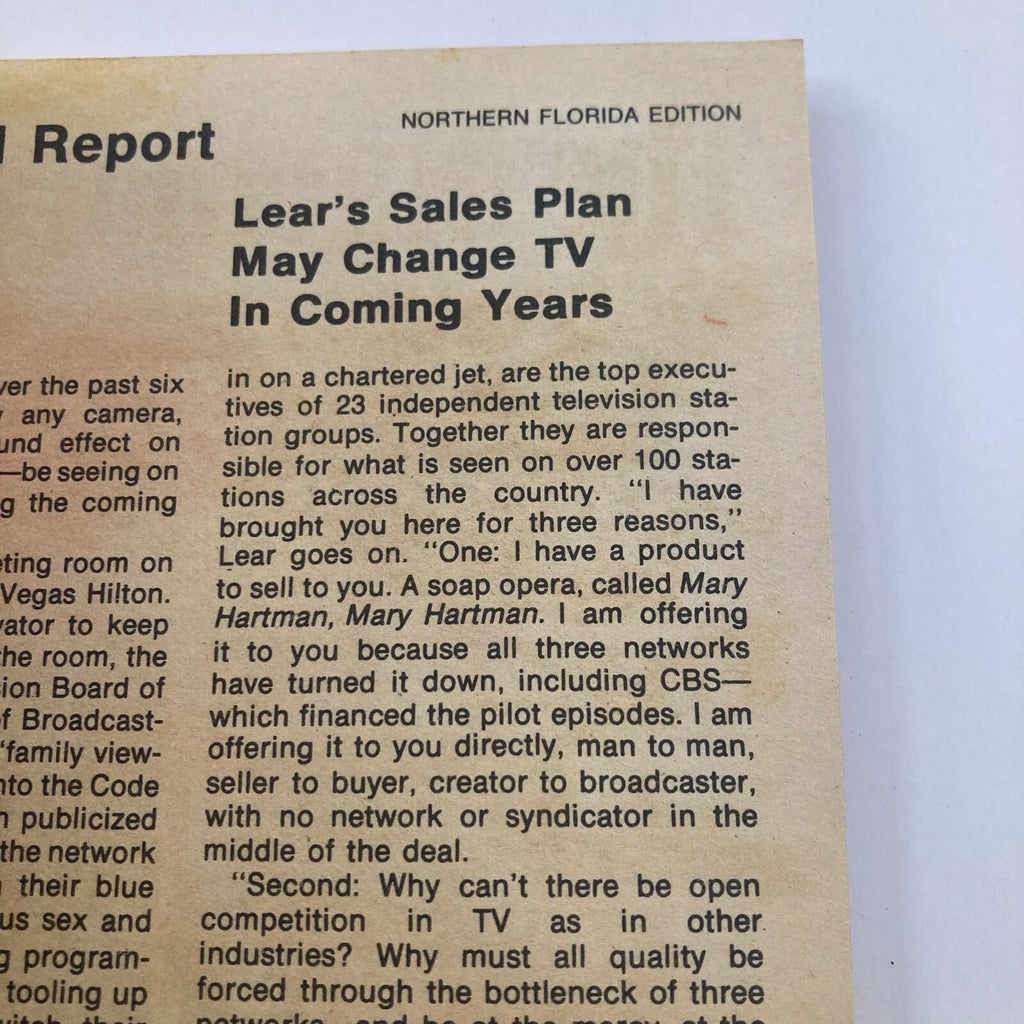 Report
NORTHERN FLORIDA EDITION
Lear's Sales Plan
May Change TV
In Coming Years
the past six
any camera,
effect on
—be seeing on
the coming
room on
Vegas Hilton.
to keep
the room, the
Board of
Broadcast-
"family view-
the Code
publicized
the network
their blue
sex and
program-
tooling up
in on a chartered jet, are the top execu-
tives of 23 independent television sta-
tion groups. Together they are respon-
sible for what is seen on over 100 sta-
tions across the country. "I have
brought you here for three reasons,"
Lear goes on. "One: I have a product
to sell to you. A soap opera, called Mary
Hartman, Mary Hartman. I am offering
it to you because all three networks
have turned it down, including CBS—
which financed the pilot episodes. I am
offering it to you directly, man to man,
seller to buyer, creator to broadcaster,
with no network or syndicator in the
middle of the deal.
"Second: Why can't there be open
competition in TV as in other
industries? Why must all quality be
forced through the bottleneck of three